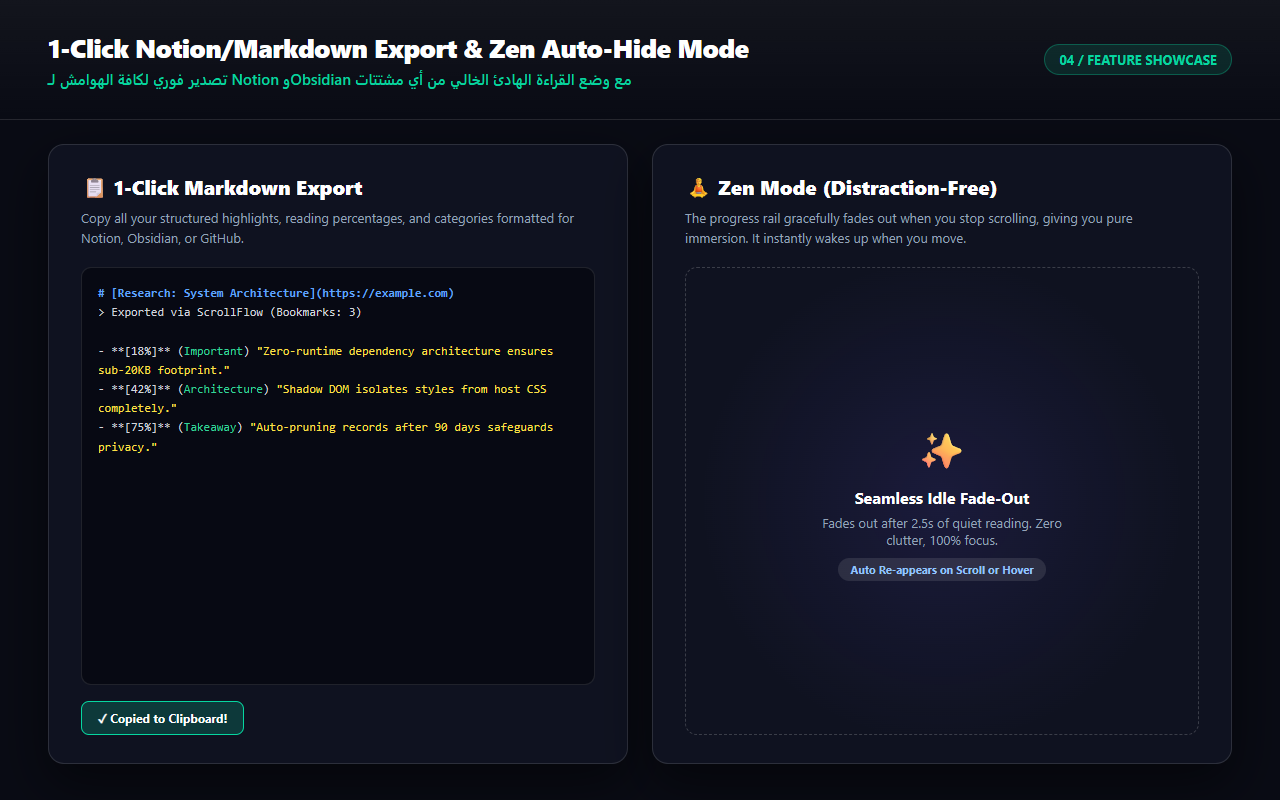 1-Click Notion/Markdown Export & Zen Auto-Hide Mode
تصدير فوري لكافة الهوامش لـ Notion وObsidian مع وضع القراءة الهادئ الخالي من أي مشتتات
04 / FEATURE SHOWCASE
📋 1-Click Markdown Export
Copy all your structured highlights, reading percentages, and categories formatted for
Notion, Obsidian, or GitHub.
# [Research: System Architecture](https://example.com)
> Exported via ScrollFlow (Bookmarks: 3)
- **[18%]** (Important) "Zero-runtime dependency architecture ensures
sub-20KB footprint."
- **[42%]** (Architecture) "Shadow DOM isolates styles from host CSS
completely."
- **[75%]** (Takeaway) "Auto-pruning records after 90 days safeguards
privacy."
✓ Copied to Clipboard!
🧘 Zen Mode (Distraction-Free)
The progress rail gracefully fades out when you stop scrolling, giving you pure
immersion. It instantly wakes up when you move.
✨
Seamless Idle Fade-Out
Fades out after 2.5s of quiet reading. Zero
clutter, 100% focus.
Auto Re-appears on Scroll or Hover